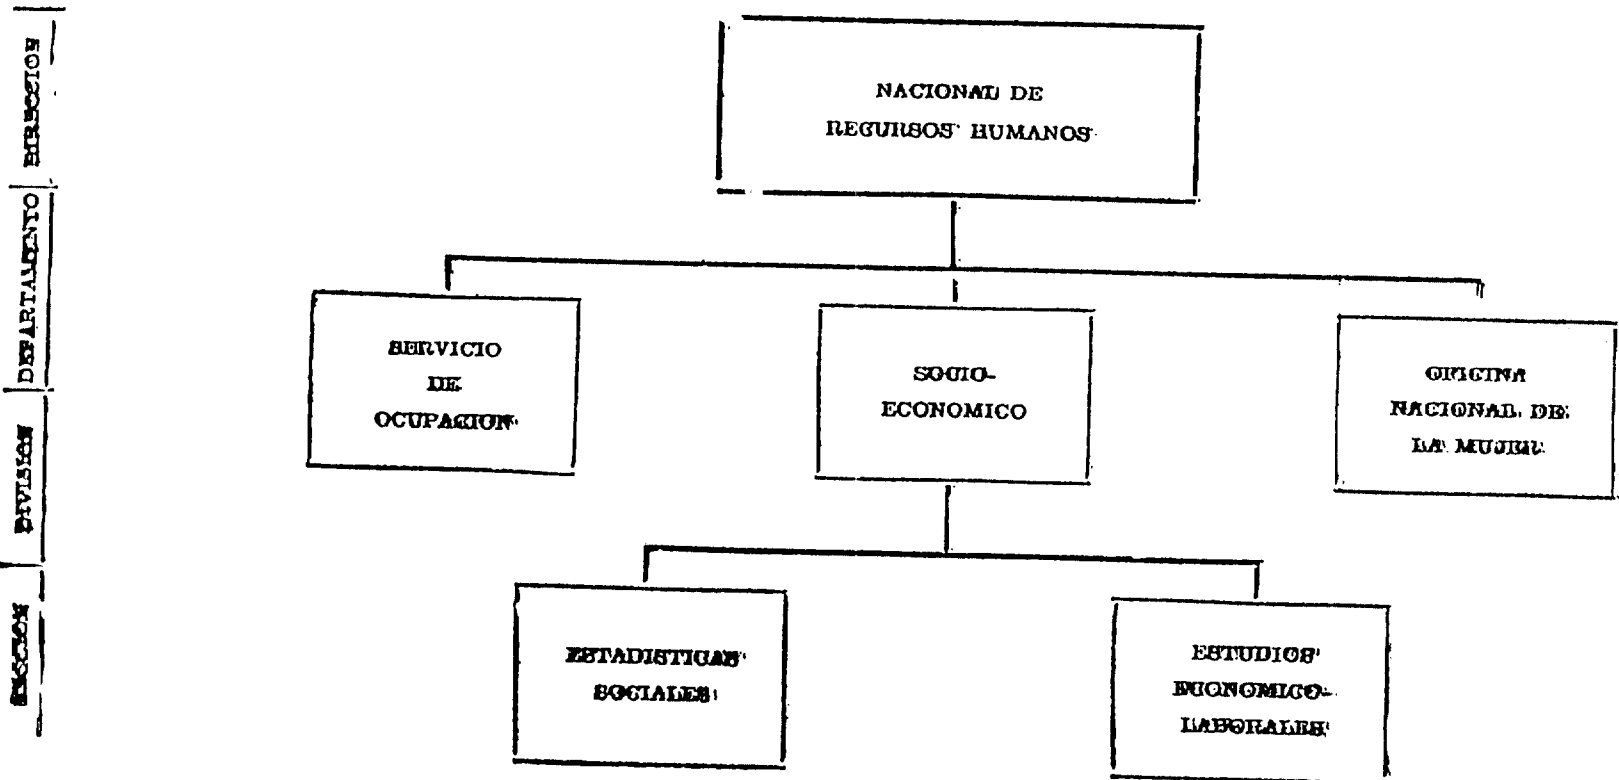 DIRECCION
NACIONAL DE
RECURSOS HUMANOS
DEPARTAMENTO
SERVICIO
DE
OCUPACION
SOCIO-
ECONOMICO
OFICINA
NACIONAL DE
LA MUJER
DIVISION
SECCION
ESTADISTICAS
SOCIALES
ESTUDIOS
ECONOMICO-
LABORALES